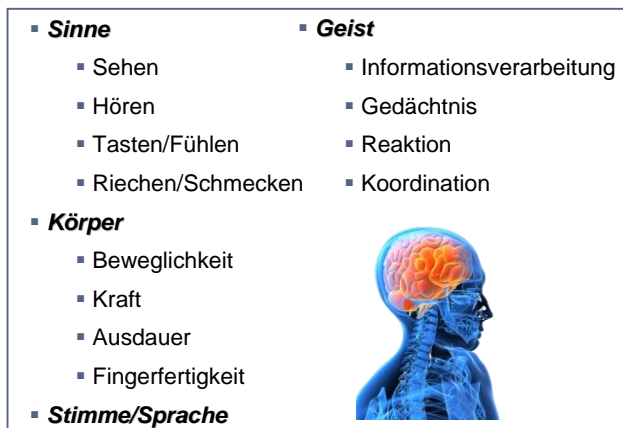 Sinne
Sehen
Hören
Tasten/Fühlen
Riechen/Schmecken
Körper
Beweglichkeit
Kraft
Ausdauer
Fingerfertigkeit
Stimme/Sprache
Geist
Informationsverarbeitung
Gedächtnis
Reaktion
Koordination